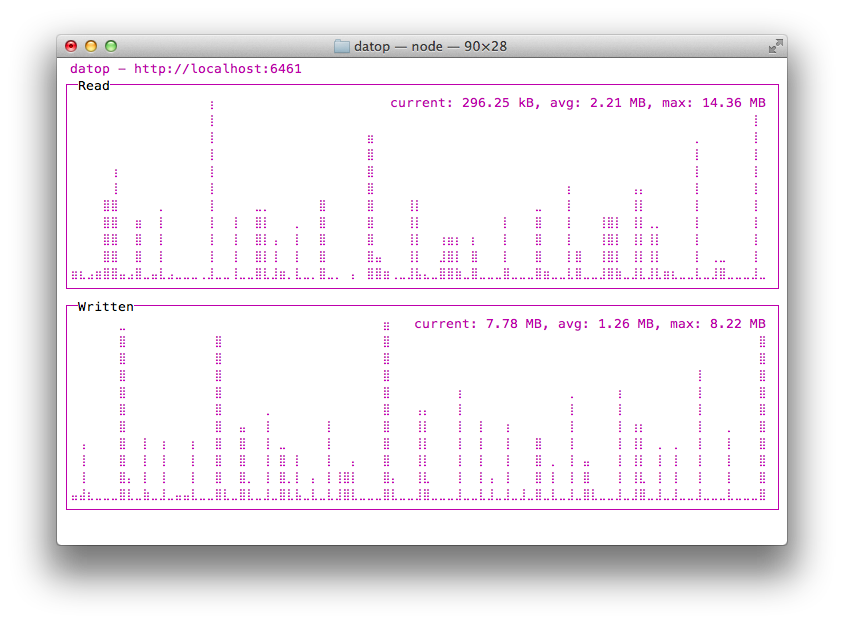 datop — node — 90×28
datop — http://localhost:6461
Read
current: 296.25 kB, avg: 2.21 MB, max: 14.36 MB
Written
current: 7.78 MB, avg: 1.26 MB, max: 8.22 MB